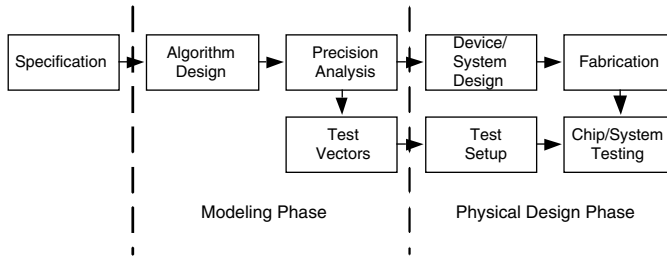 Specification
Algorithm
Design
Precision
Analysis
Device/
System
Design
Fabrication
Test
Vectors
Test
Setup
Chip/System
Testing
Modeling Phase
Physical Design Phase